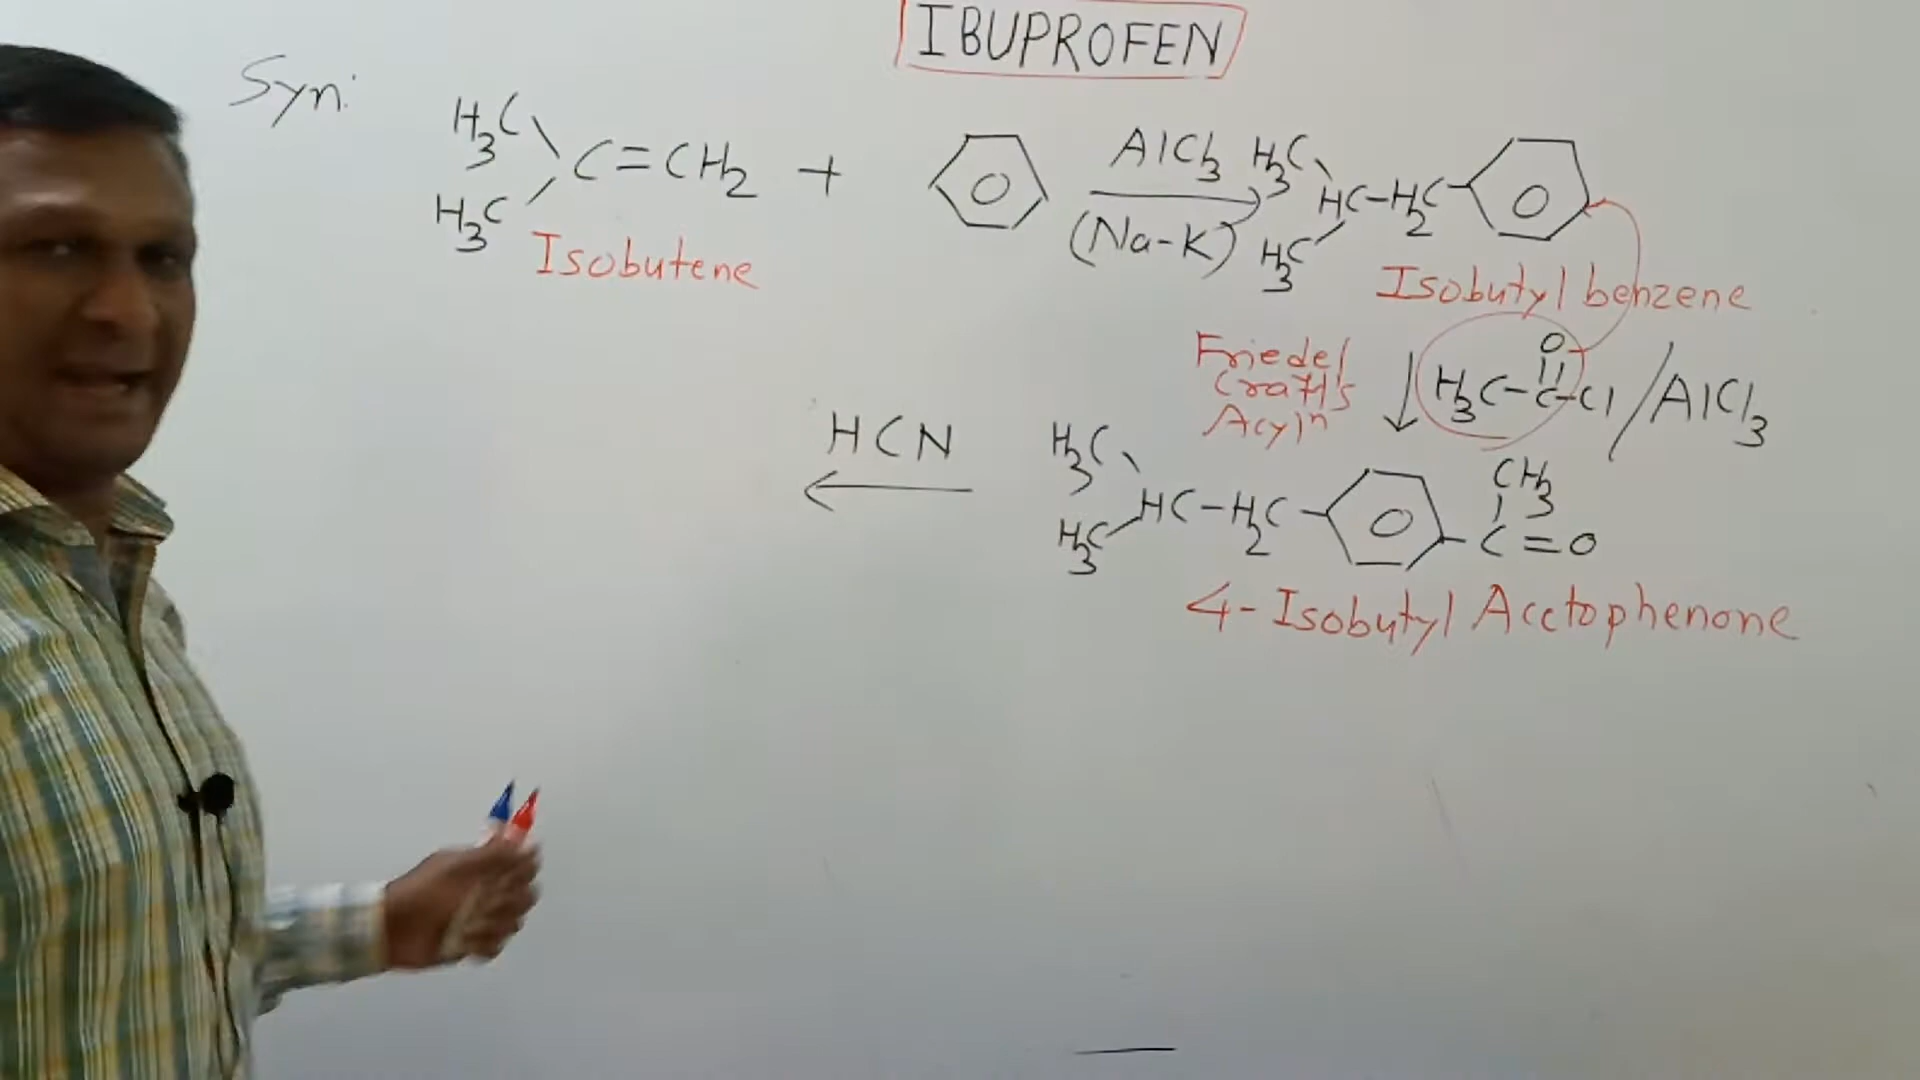 IBUPROFEN
Syn:
H3C
H3C
C=CH2 +
Isobutene
AlCl3
(Na-K)
H3C
H3C
HC-H2C
Isobutyl benzene
Friedel
Crafts
Acyln
H3C-C-Cl/AlCl3
O
HCN
H3C
H3C
HC-H2C
CH3
C=O
4-Isobutyl Acetophenone